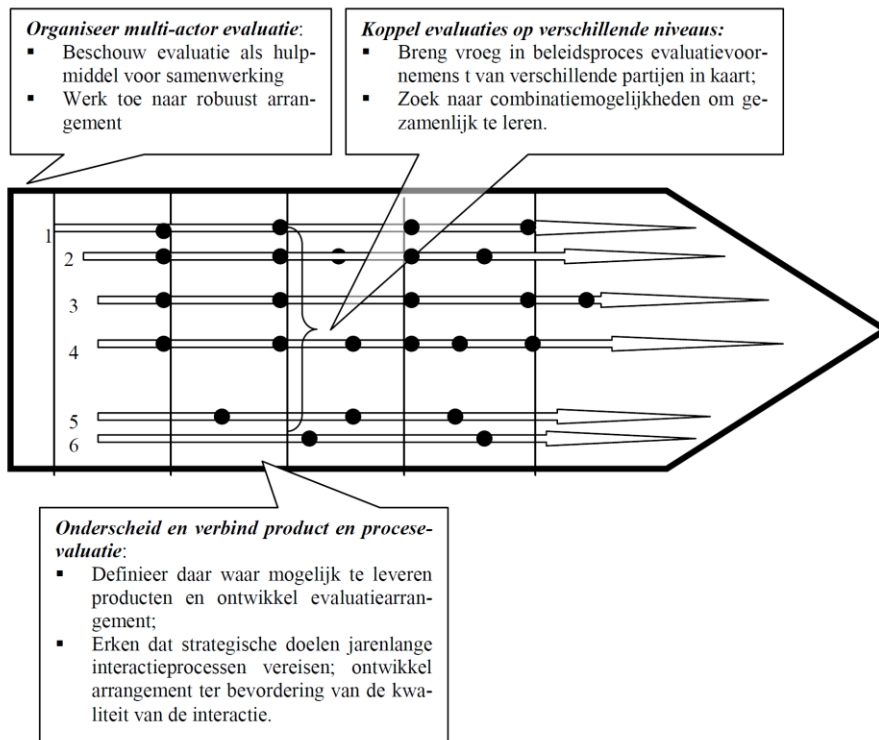 Organiseer multi-actor evaluatie:
▪ Beschouw evaluatie als hulp-
middel voor samenwerking
▪ Werk toe naar robuust arran-
gement
Koppel evaluaties op verschillende niveaus:
▪ Breng vroeg in beleidsproces evaluatievoor-
nemens t van verschillende partijen in kaart;
▪ Zoek naar combinatiemogelijkheden om ge-
zamenlijk te leren.
1
2
3
4
5
6
Onderscheid en verbind product en procese-
valuatie:
▪ Definieer daar waar mogelijk te leveren
producten en ontwikkel evaluatiearran-
gement;
▪ Erken dat strategische doelen jarenlange
interactieprocessen vereisen; ontwikkel
arrangement ter bevordering van de kwa-
liteit van de interactie.